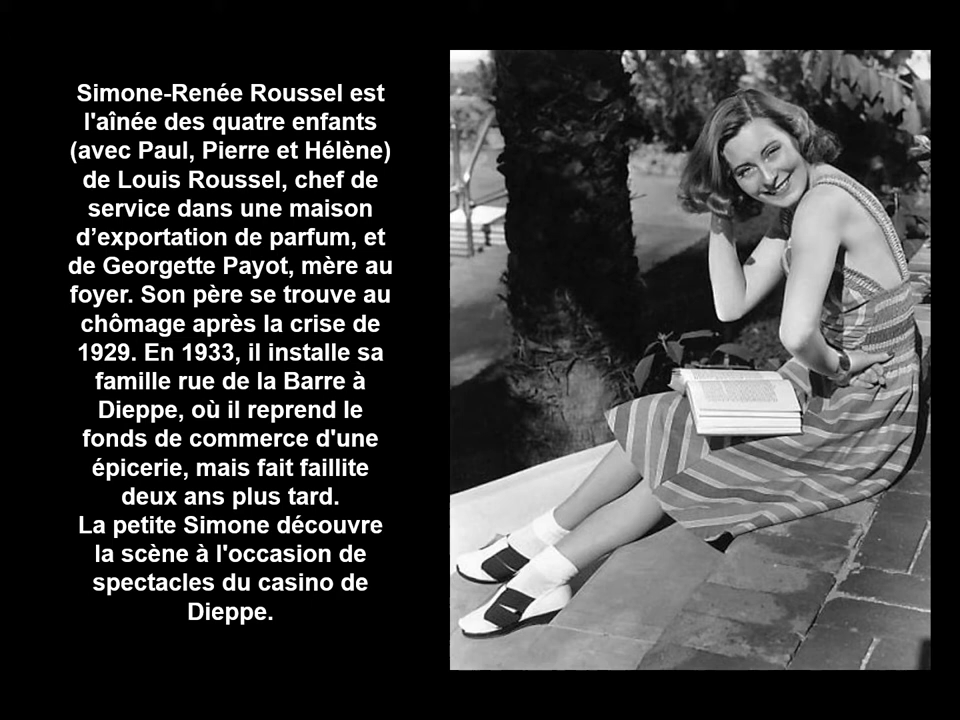 Simone-Renée Roussel est
l'aînée des quatre enfants
(avec Paul, Pierre et Hélène)
de Louis Roussel, chef de
service dans une maison
d’exportation de parfum, et
de Georgette Payot, mère au
foyer. Son père se trouve au
chômage après la crise de
1929. En 1933, il installe sa
famille rue de la Barre à
Dieppe, où il reprend le
fonds de commerce d'une
épicerie, mais fait faillite
deux ans plus tard.
La petite Simone découvre
la scène à l'occasion de
spectacles du casino de
Dieppe.